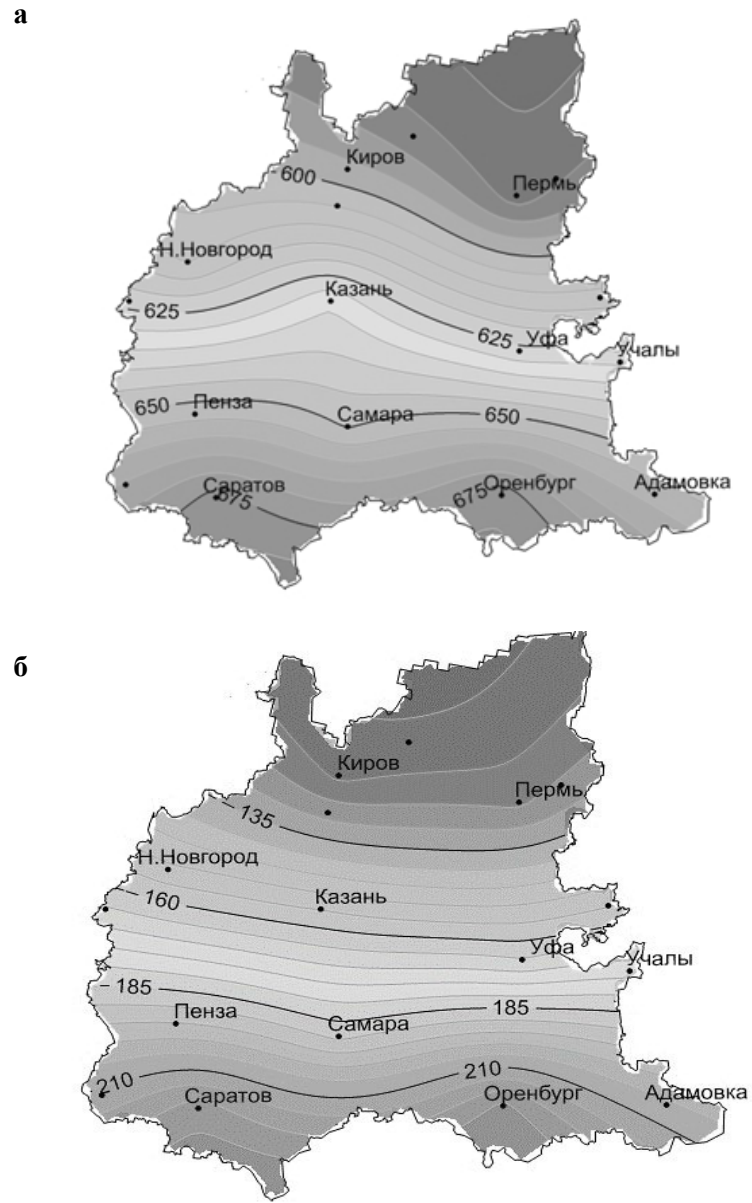 а
Киров
600
Пермь
Н.Новгород
Казань
625
625
Уфа
Учалы
650
Пенза
Самара
650
Саратов
675
675
Оренбург
Адамовка
б
Киров
Пермь
135
Н.Новгород
160
Казань
Уфа
Учалы
185
185
Пенза
Самара
210
210
Саратов
Оренбург
Адамовка